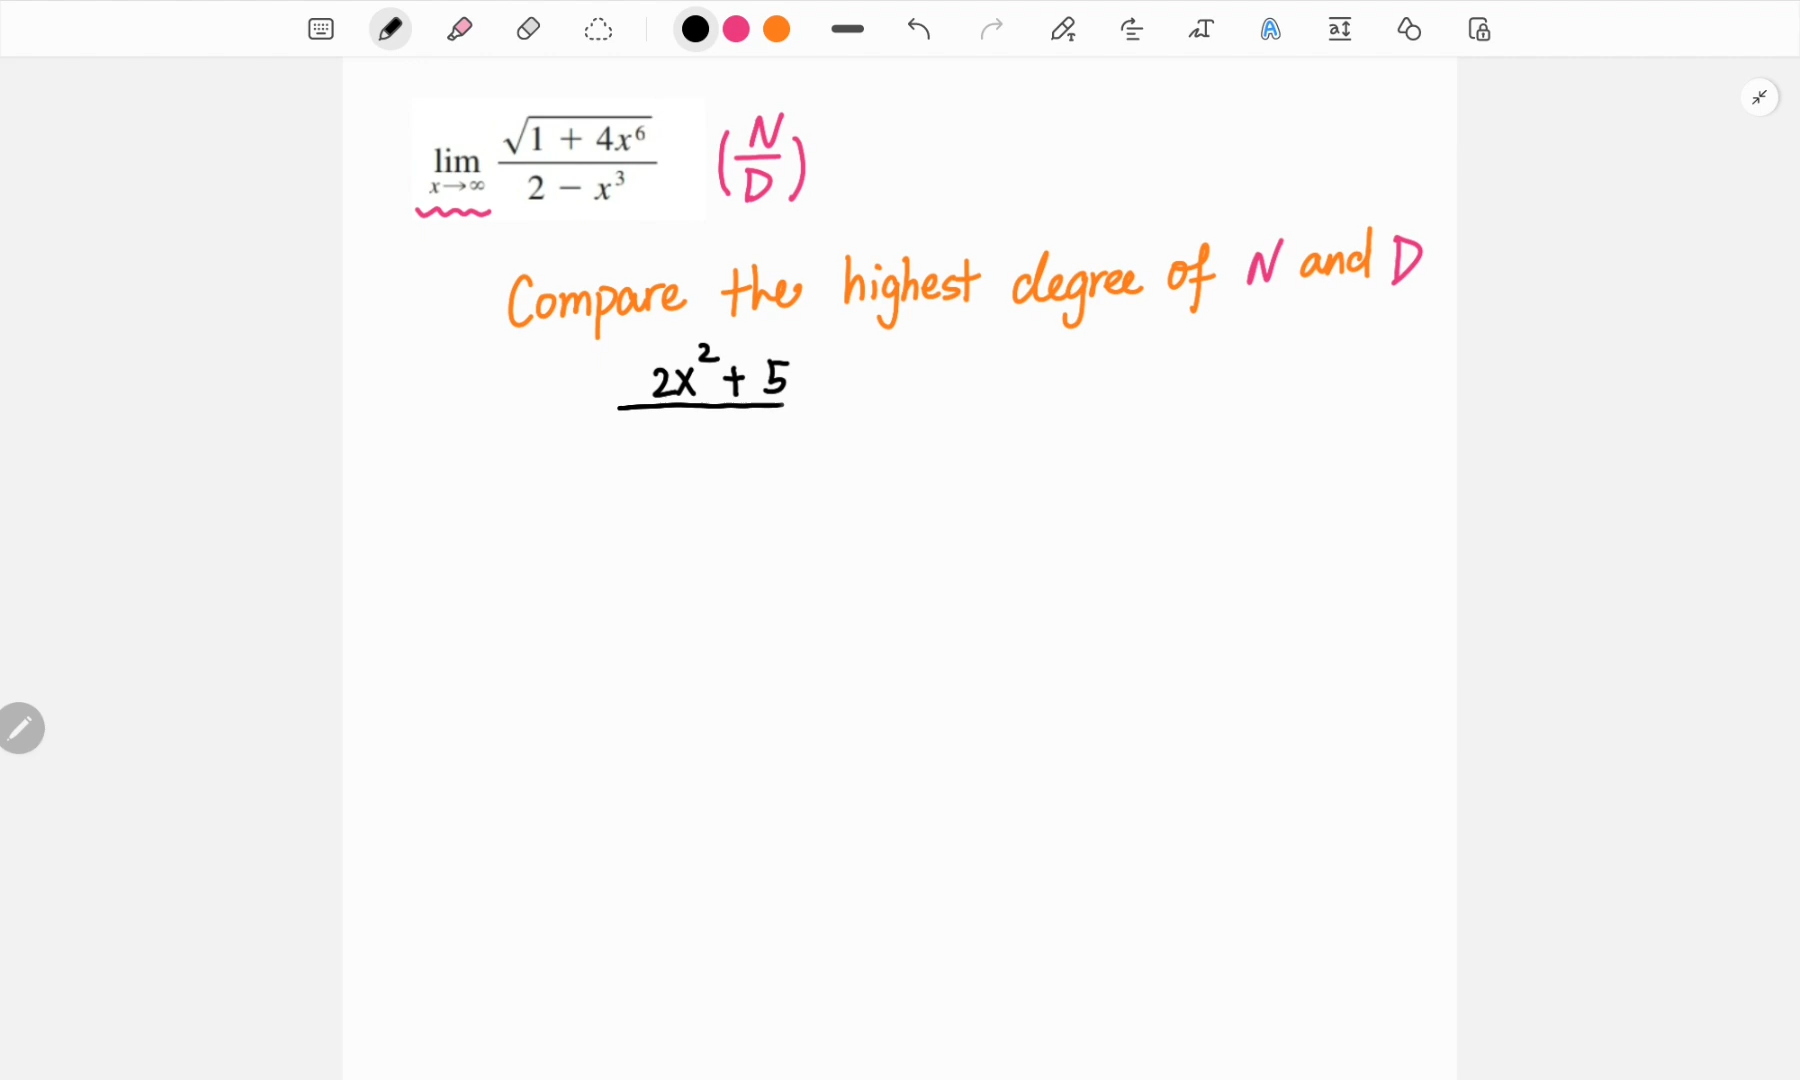 lim x→∞ √(1 + 4x⁶) / (2 − x³) (N/D)
Compare the highest degree of N and D
2x² + 5